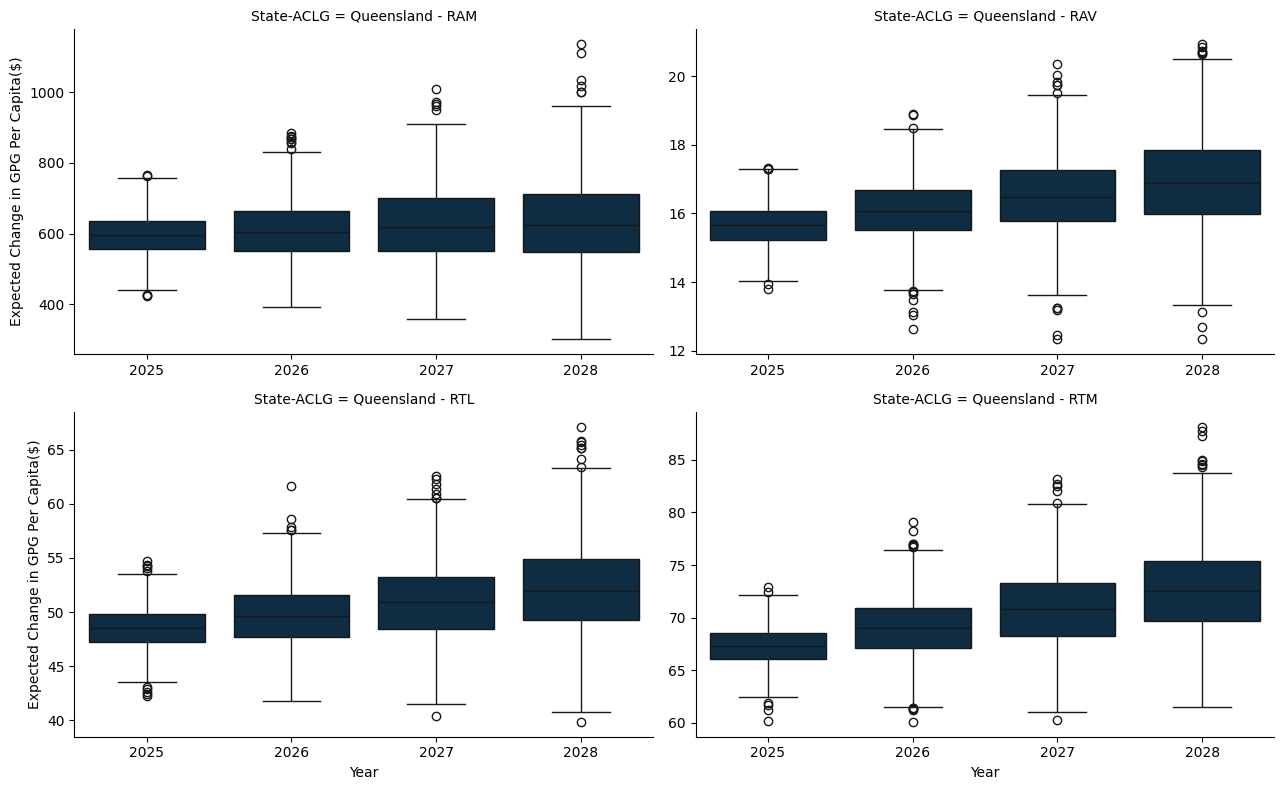 State-ACLG = Queensland - RAM
Expected Change in GPG Per Capita($)
1000
800
600
400
2025 2026 2027 2028
State-ACLG = Queensland - RAV
20
18
16
14
12
2025 2026 2027 2028
State-ACLG = Queensland - RTL
Expected Change in GPG Per Capita($)
65
60
55
50
45
40
2025 2026 2027 2028
Year
State-ACLG = Queensland - RTM
85
80
75
70
65
60
2025 2026 2027 2028
Year